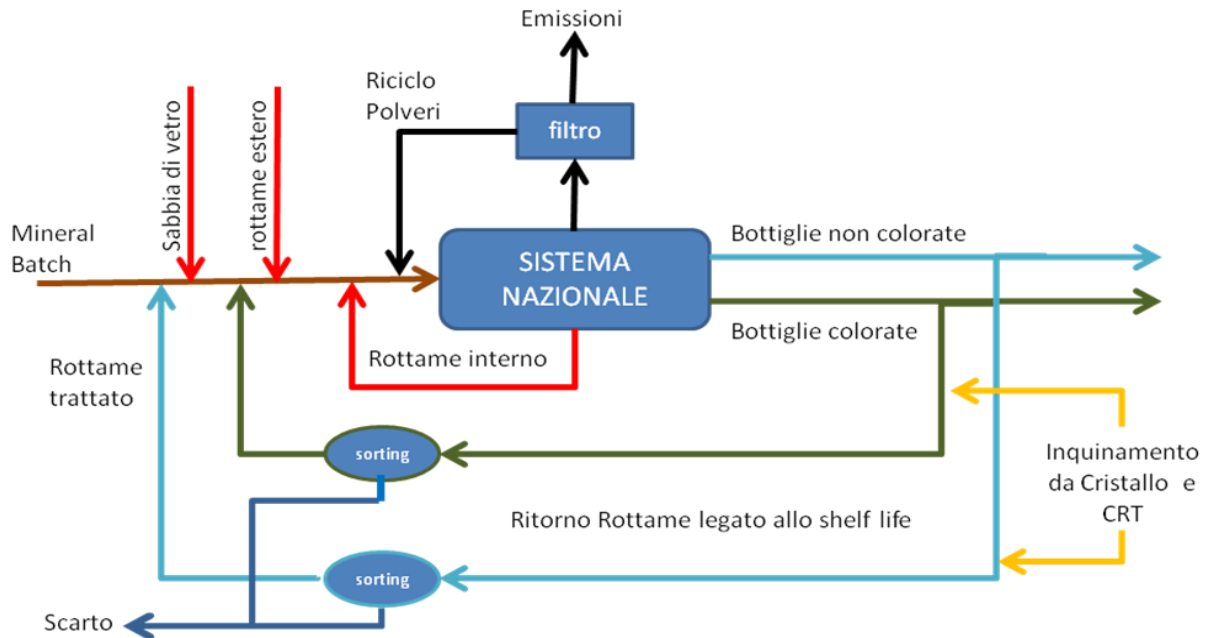 Emissioni
Riciclo
Polveri
filtro
Sabbia di vetro
rottame estero
Mineral
Batch
SISTEMA
NAZIONALE
Bottiglie non colorate
Bottiglie colorate
Rottame interno
Rottame
trattato
sorting
Inquinamento
da Cristallo e
CRT
Ritorno Rottame legato allo shelf life
sorting
Scarto